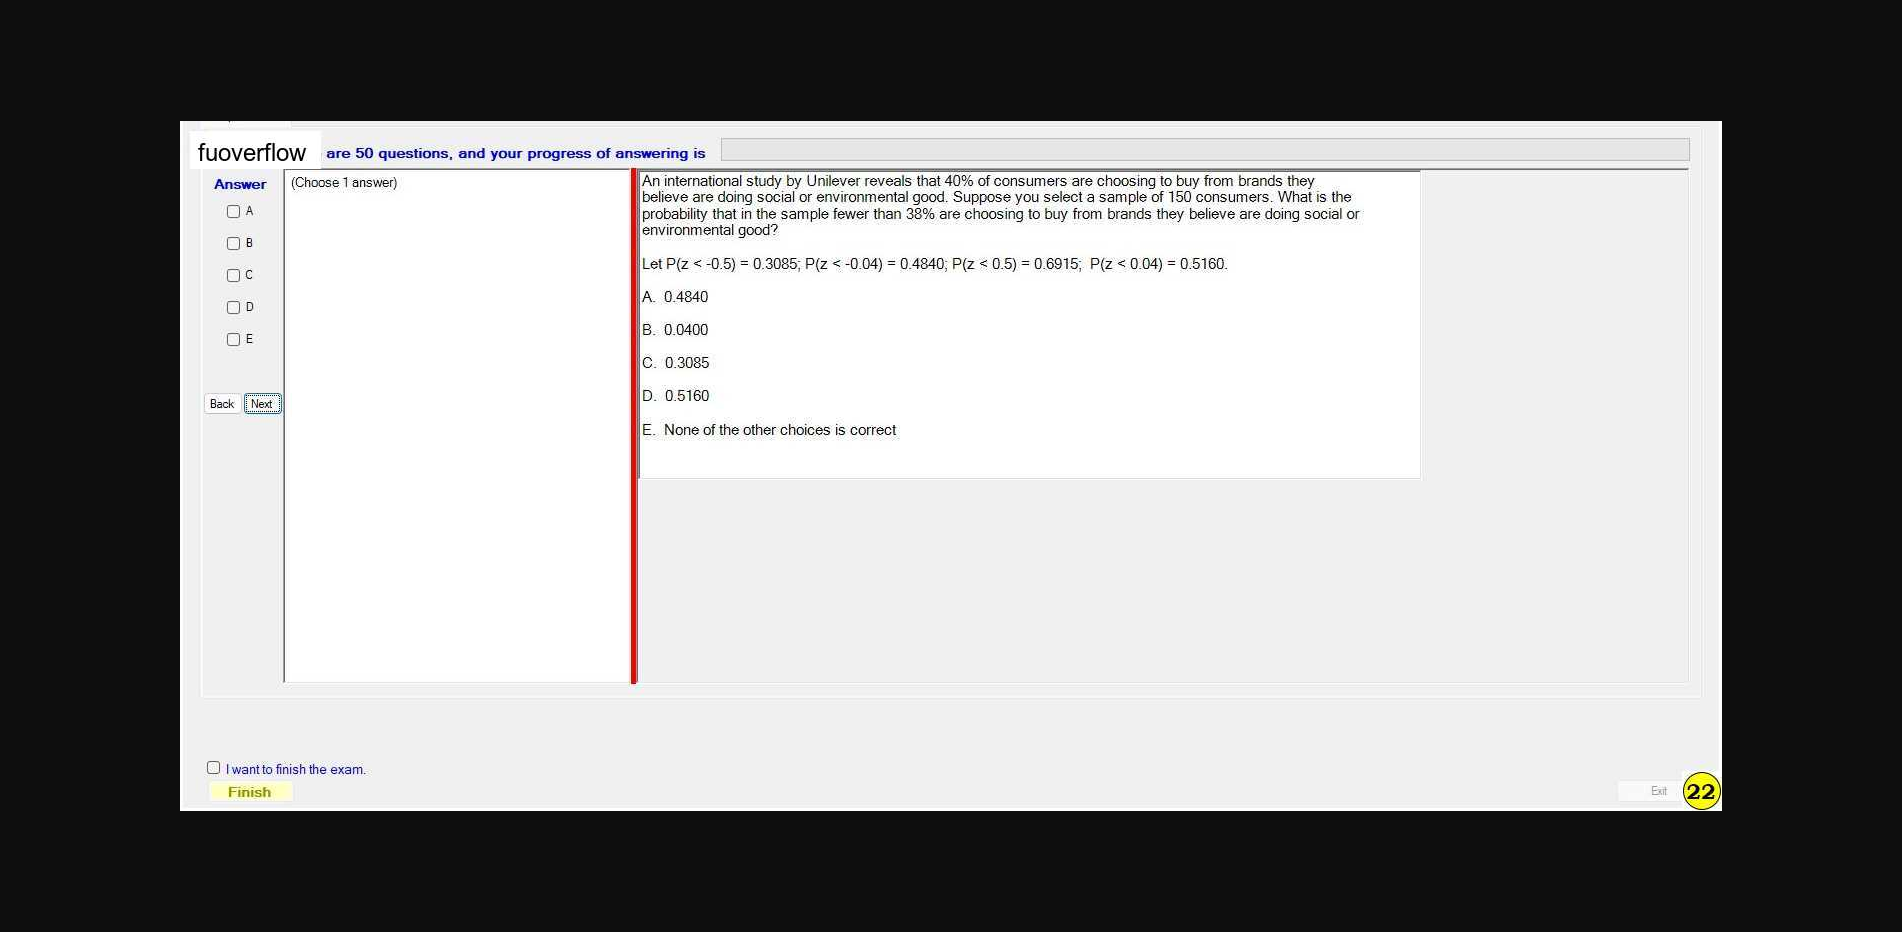 fuoverflow are 50 questions, and your progress of answering is
Answer
(Choose 1 answer)
A
B
C
D
E
Back Next
An international study by Unilever reveals that 40% of consumers are choosing to buy from brands they
believe are doing social or environmental good. Suppose you select a sample of 150 consumers. What is the
probability that in the sample fewer than 38% are choosing to buy from brands they believe are doing social or
environmental good?
Let P(z < -0.5) = 0.3085; P(z < -0.04) = 0.4840; P(z < 0.5) = 0.6915; P(z < 0.04) = 0.5160.
A. 0.4840
B. 0.0400
C. 0.3085
D. 0.5160
E. None of the other choices is correct
I want to finish the exam.
Finish
Exit
22